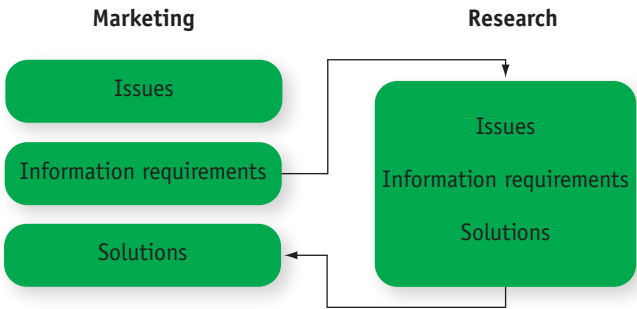 Marketing
Issues
Information requirements
Solutions
Research
Issues
Information requirements
Solutions